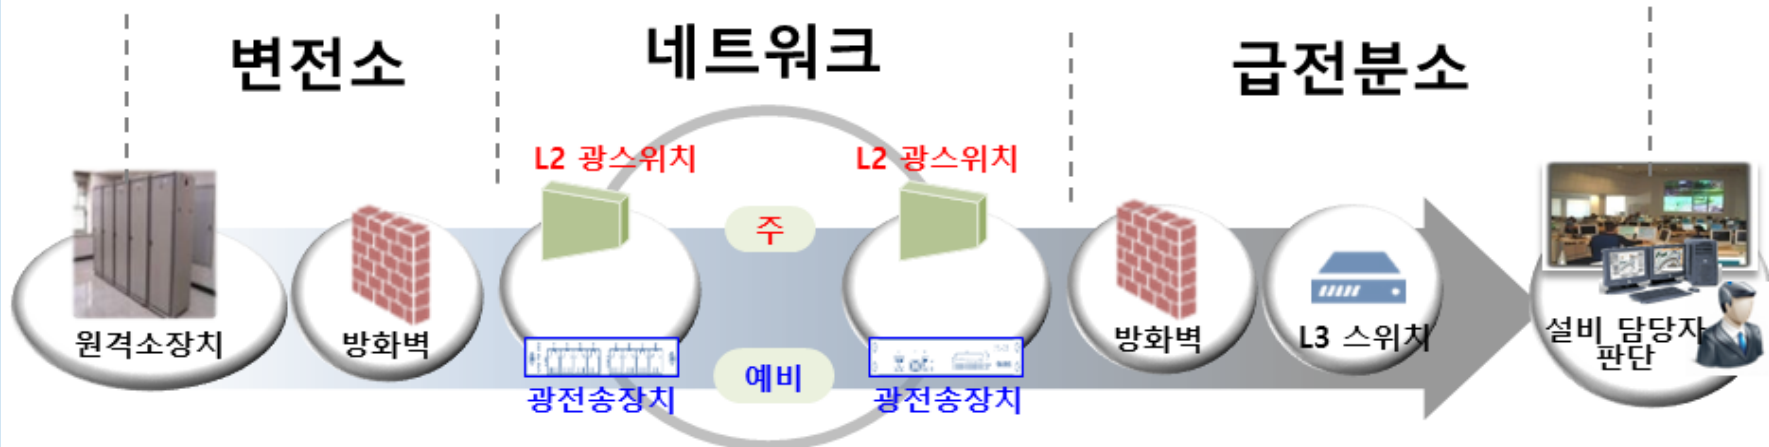 변전소
네트워크
급전분소
L2 광스위치
L2 광스위치
주
원격소장치
방화벽
방화벽
L3 스위치
설비 담당자
판단
예비
광전송장치
광전송장치